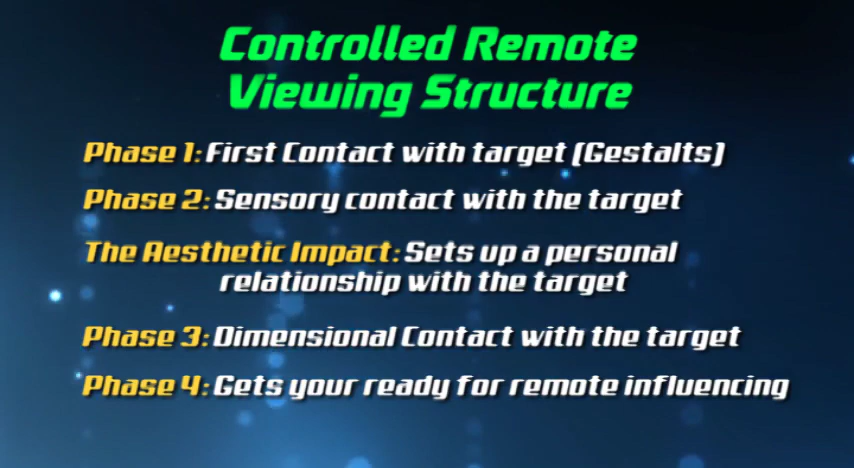 Controlled Remote
Viewing Structure
Phase 1: First Contact with target (Gestalts)
Phase 2: Sensory contact with the target
The Aesthetic Impact: Sets up a personal
relationship with the target
Phase 3: Dimensional Contact with the target
Phase 4: Gets your ready for remote influencing